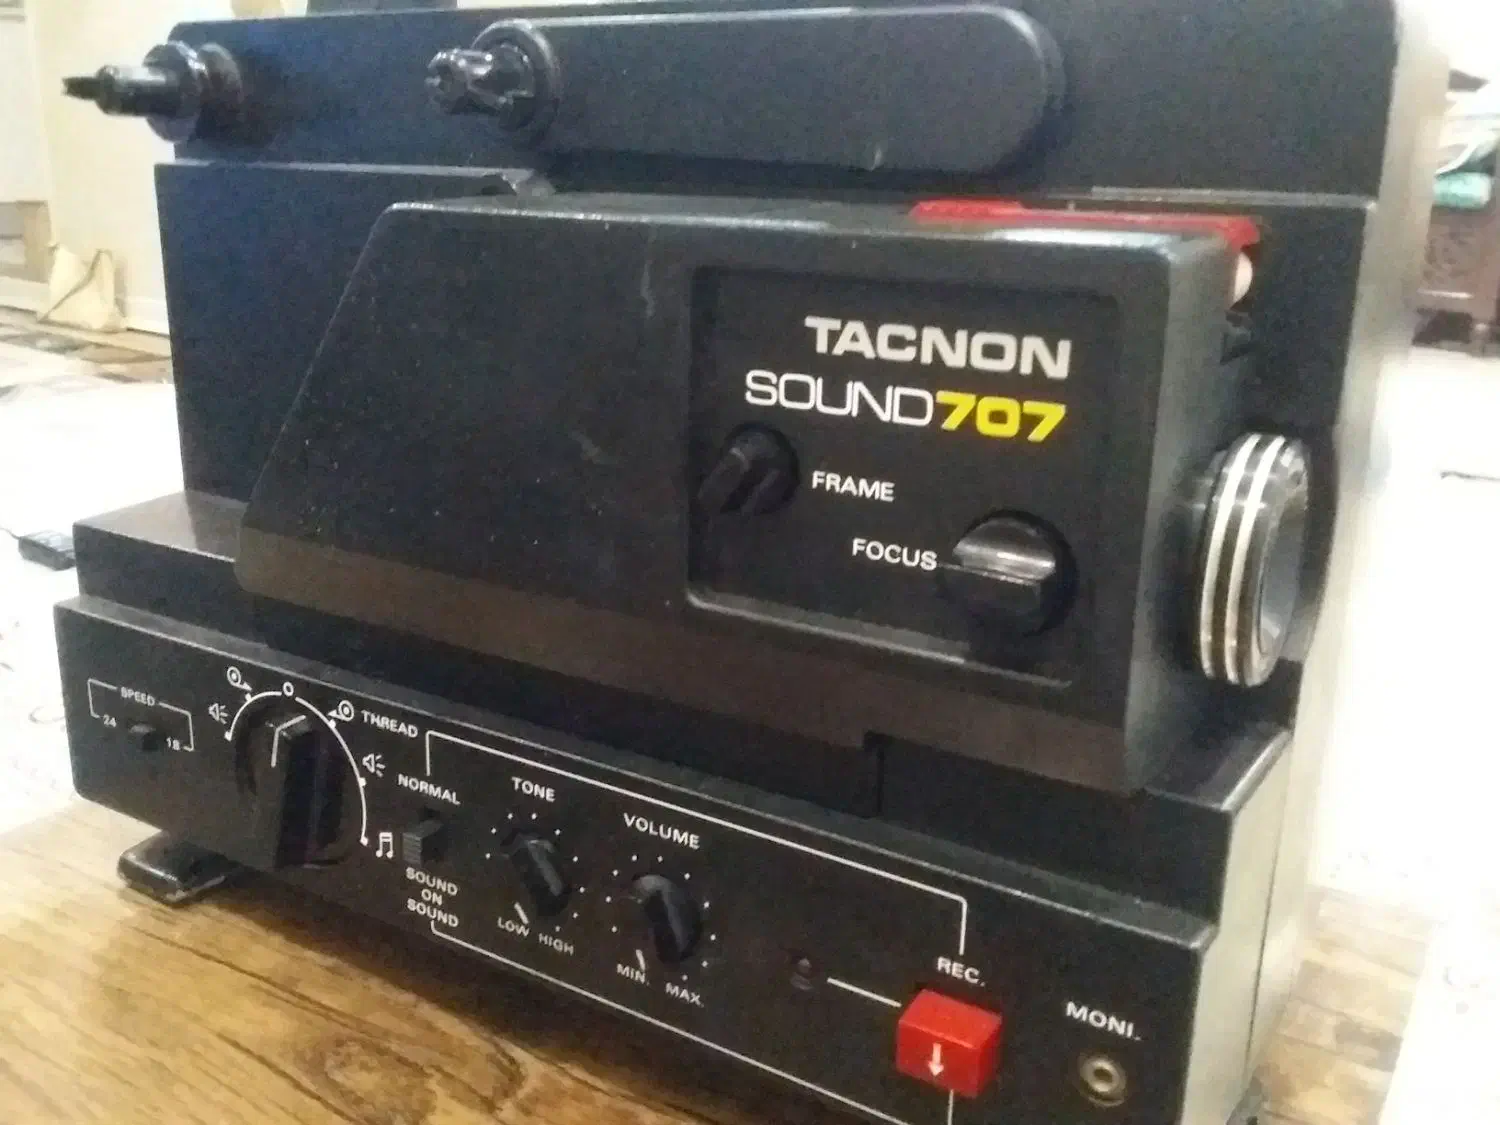 TACNON
SOUND707
FRAME
FOCUS
SPEED
24
18
O
THREAD
NORMAL
SOUND
ON
SOUND
TONE
LOW HIGH
VOLUME
MIN. MAX.
REC.
MONI.